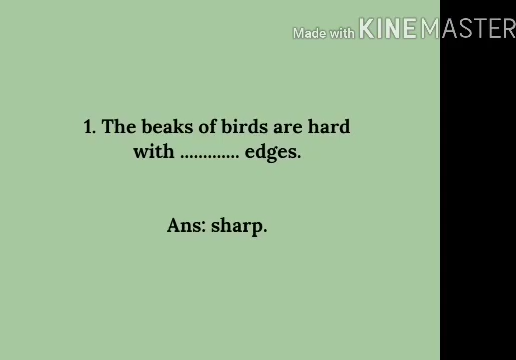 Made with KINEMASTER
1. The beaks of birds are hard
with ............. edges.
Ans: sharp.